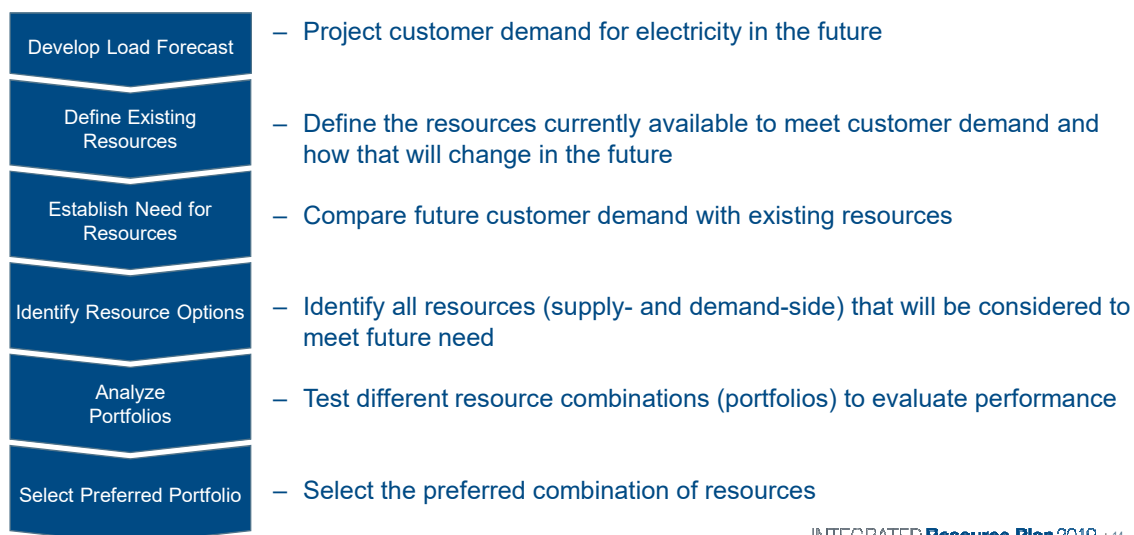 Develop Load Forecast
– Project customer demand for electricity in the future
Define Existing
Resources
– Define the resources currently available to meet customer demand and
how that will change in the future
Establish Need for
Resources
– Compare future customer demand with existing resources
Identify Resource Options
– Identify all resources (supply- and demand-side) that will be considered to
meet future need
Analyze
Portfolios
– Test different resource combinations (portfolios) to evaluate performance
Select Preferred Portfolio
– Select the preferred combination of resources
INTEGRATED Resource Plan